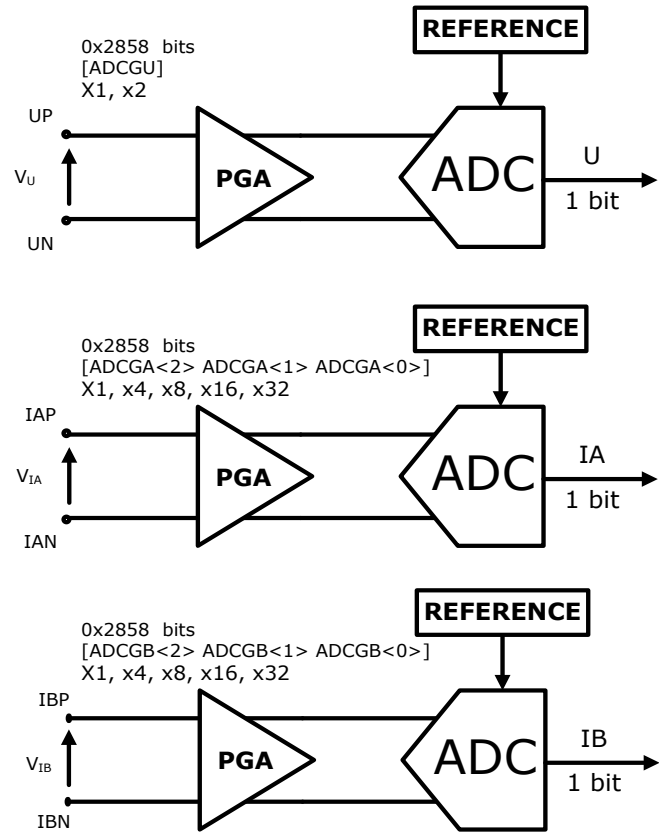 REFERENCE
0x2858 bits
[ADCGU]
X1, x2
UP
PGA
ADC
U
1 bit
VU
UN
REFERENCE
0x2858 bits
[ADCGA<2> ADCGA<1> ADCGA<0>]
X1, x4, x8, x16, x32
IAP
PGA
ADC
IA
1 bit
VIA
IAN
REFERENCE
0x2858 bits
[ADCGB<2> ADCGB<1> ADCGB<0>]
X1, x4, x8, x16, x32
IBP
PGA
ADC
IB
1 bit
VIB
IBN